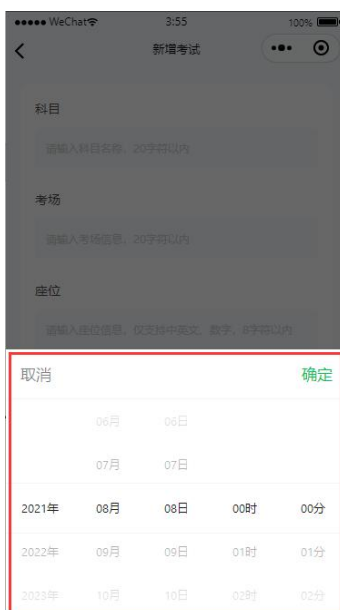 WeChat 3:55 100%
新增考试
科目
请输入科目名称，20字符以内
考场
请输入考场信息，20字符以内
座位
请输入座位信息，仅支持中英文、数字，8字符以内
取消 确定
06月 06日
07月 07日
2021年 08月 08日 00时 00分
2022年 09月 09日 01时 01分
2023年 10月 10日 02时 02分